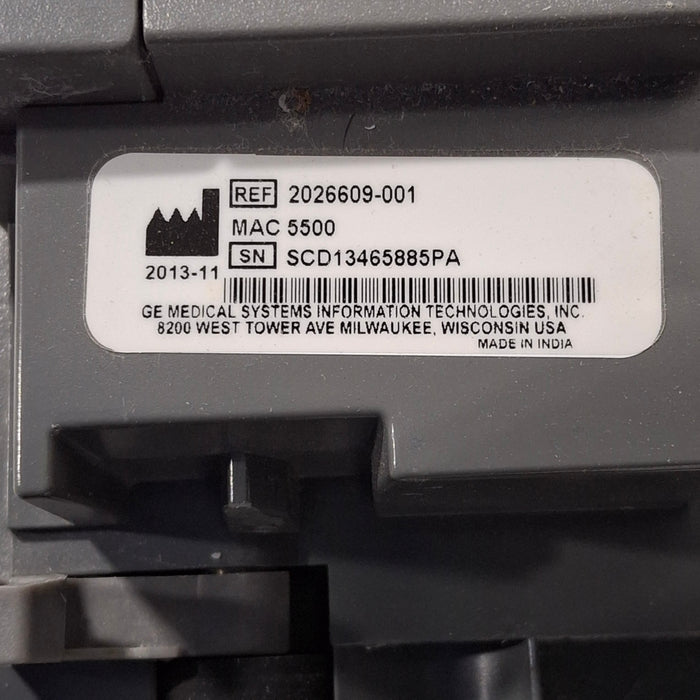 REF 2026609-001
MAC 5500
SN SCD13465885PA
2013-11
GE MEDICAL SYSTEMS INFORMATION TECHNOLOGIES, INC.
8200 WEST TOWER AVE MILWAUKEE, WISCONSIN USA
MADE IN INDIA